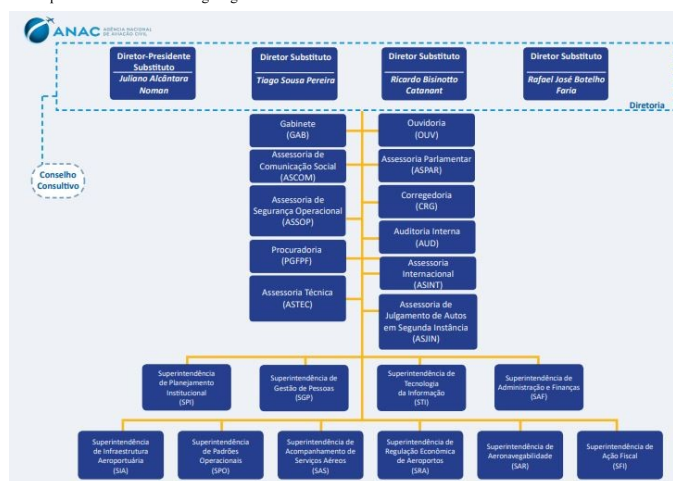 ANAC AGÊNCIA NACIONAL
DE AVIAÇÃO CIVIL
Diretor-Presidente
Substituto
Juliano Alcântara
Noman
Diretor Substituto
Tiago Sousa Pereira
Diretor Substituto
Ricardo Bisinotto
Catanant
Diretor Substituto
Rafael José Botelho
Faria
Diretoria
Conselho
Consultivo
Gabinete
(GAB)
Ouvidoria
(OUV)
Assessoria de
Comunicação Social
(ASCOM)
Assessoria Parlamentar
(ASPAR)
Assessoria de
Segurança Operacional
(ASSOP)
Corregedoria
(CRG)
Auditoria Interna
(AUD)
Procuradoria
(PGFPF)
Assessoria
Internacional
(ASINT)
Assessoria Técnica
(ASTEC)
Assessoria de
Julgamento de Autos
em Segunda Instância
(ASJIN)
Superintendência
de Planejamento
Institucional
(SPI)
Superintendência de
Gestão de Pessoas
(SGP)
Superintendência de
Tecnologia
da Informação
(STI)
Superintendência de
Administração e Finanças
(SAF)
Superintendência
de Infraestrutura
Aeroportuária
(SIA)
Superintendência
de Padrões
Operacionais
(SPO)
Superintendência de
Acompanhamento de
Serviços Aéreos
(SAS)
Superintendência de
Regulação Econômica
de Aeroportos
(SRA)
Superintendência de
Aeronavegabilidade
(SAR)
Superintendência de
Ação Fiscal
(SFI)